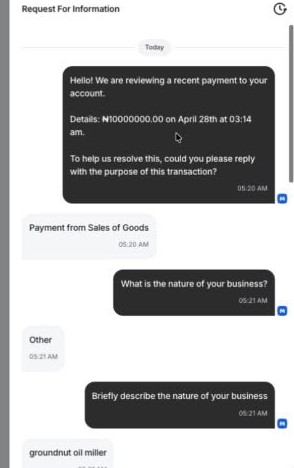 Request For Information
Today
Hello! We are reviewing a recent payment to your
account.
Details: ₦10000000.00 on April 28th at 03:14
am.
To help us resolve this, could you please reply
with the purpose of this transaction?
05:20 AM
Payment from Sales of Goods
05:20 AM
What is the nature of your business?
05:21 AM
Other
05:21 AM
Briefly describe the nature of your business
05:21 AM
groundnut oil miller